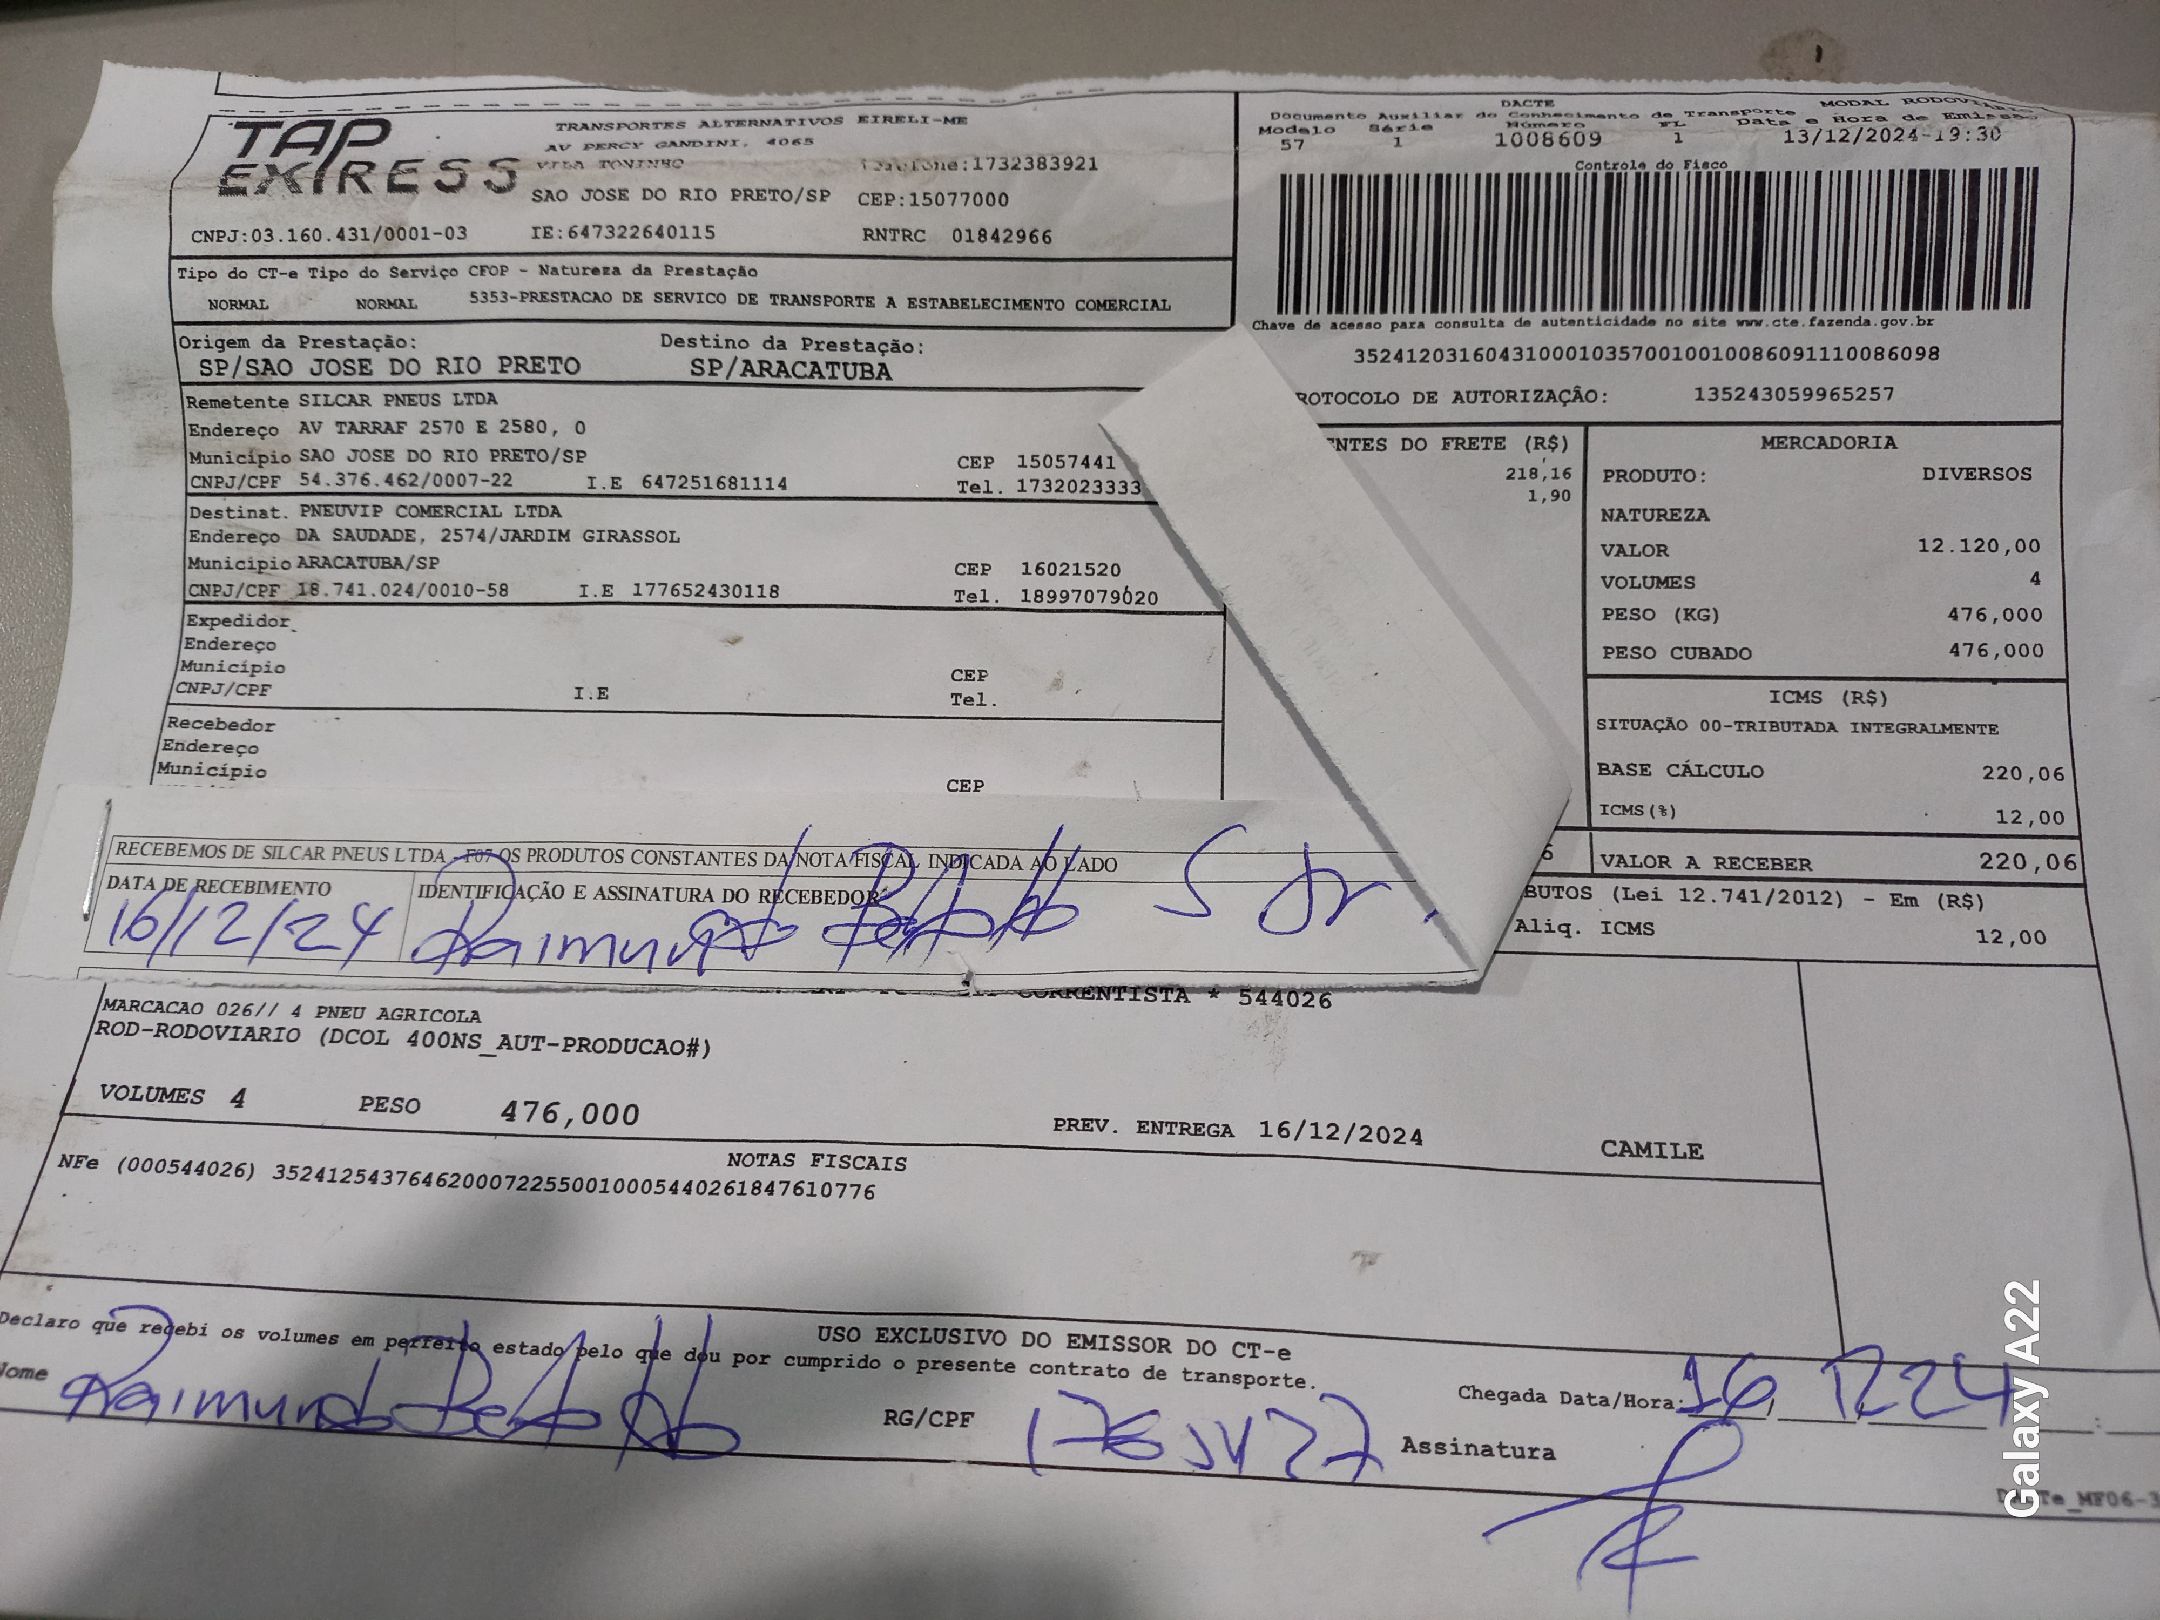 TAP EXPRESS
TRANSPORTES ALTERNATIVOS EIRELI-ME
AV PERCY GANDINI, 4065
VILA TONINHO Telefone:1732383921
SAO JOSE DO RIO PRETO/SP CEP:15077000
CNPJ:03.160.431/0001-03 IE:647322640115 RNTRC 01842966
DACTE MODAL RODOVIARIO
Documento Auxiliar do Conhecimento de Transporte
Modelo Série Número FL Data e Hora de Emissão
57 1 1008609 1 13/12/2024-19:30
Controle do Fisco
Chave de acesso para consulta de autenticidade no site www.cte.fazenda.gov.br
35241203160431000103570010010086091110086098
ROTOCOLO DE AUTORIZAÇÃO: 135243059965257
Tipo do CT-e Tipo do Serviço CFOP - Natureza da Prestação
NORMAL NORMAL 5353-PRESTACAO DE SERVICO DE TRANSPORTE A ESTABELECIMENTO COMERCIAL
Origem da Prestação: Destino da Prestação:
SP/SAO JOSE DO RIO PRETO SP/ARACATUBA
Remetente SILCAR PNEUS LTDA
Endereço AV TARRAF 2570 E 2580, 0
Município SAO JOSE DO RIO PRETO/SP CEP 15057441
CNPJ/CPF 54.376.462/0007-22 I.E 647251681114 Tel. 1732023333
Destinat. PNEUVIP COMERCIAL LTDA
Endereço DA SAUDADE, 2574/JARDIM GIRASSOL
Município ARACATUBA/SP CEP 16021520
CNPJ/CPF 18.741.024/0010-58 I.E 177652430118 Tel. 18997079020
Expedidor
Endereço
Município CEP
CNPJ/CPF I.E Tel.
Recebedor
Endereço
Município CEP
ENTES DO FRETE (R$)
218,16
1,90
MERCADORIA
PRODUTO: DIVERSOS
NATUREZA
VALOR 12.120,00
VOLUMES 4
PESO (KG) 476,000
PESO CUBADO 476,000
ICMS (R$)
SITUAÇÃO 00-TRIBUTADA INTEGRALMENTE
BASE CÁLCULO 220,06
ICMS(%) 12,00
6 VALOR A RECEBER 220,06
BUTOS (Lei 12.741/2012) - Em (R$)
Aliq. ICMS 12,00
RECEBEMOS DE SILCAR PNEUS LTDA - F07 OS PRODUTOS CONSTANTES DA NOTA FISCAL INDICADA AO LADO
DATA DE RECEBIMENTO IDENTIFICAÇÃO E ASSINATURA DO RECEBEDOR
16/12/24 Raimundo
CORRENTISTA * 544026
MARCACAO 026// 4 PNEU AGRICOLA
ROD-RODOVIARIO (DCOL 400NS_AUT-PRODUCAO#)
VOLUMES 4 PESO 476,000 PREV. ENTREGA 16/12/2024 CAMILE
NOTAS FISCAIS
NFe (000544026) 35241254376462000722550010005440261847610776
USO EXCLUSIVO DO EMISSOR DO CT-e
Declaro que recebi os volumes em perfeito estado pelo que dou por cumprido o presente contrato de transporte.
Nome Raimundo RG/CPF Chegada Data/Hora: 16 12 24
Assinatura
Galaxy A22